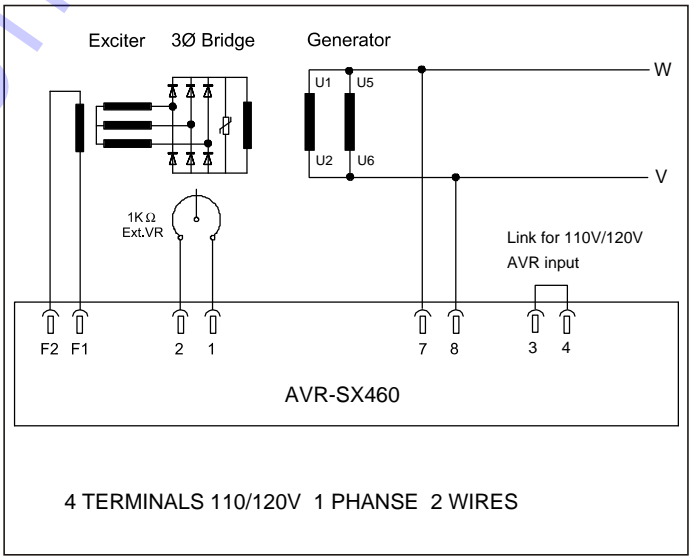 Exciter 3Ø Bridge Generator
W
U1 U5
U2 U6
V
1KΩ
Ext.VR
Link for 110V/120V
AVR input
F2 F1 2 1 7 8 3 4
AVR-SX460
4 TERMINALS 110/120V 1 PHANSE 2 WIRES